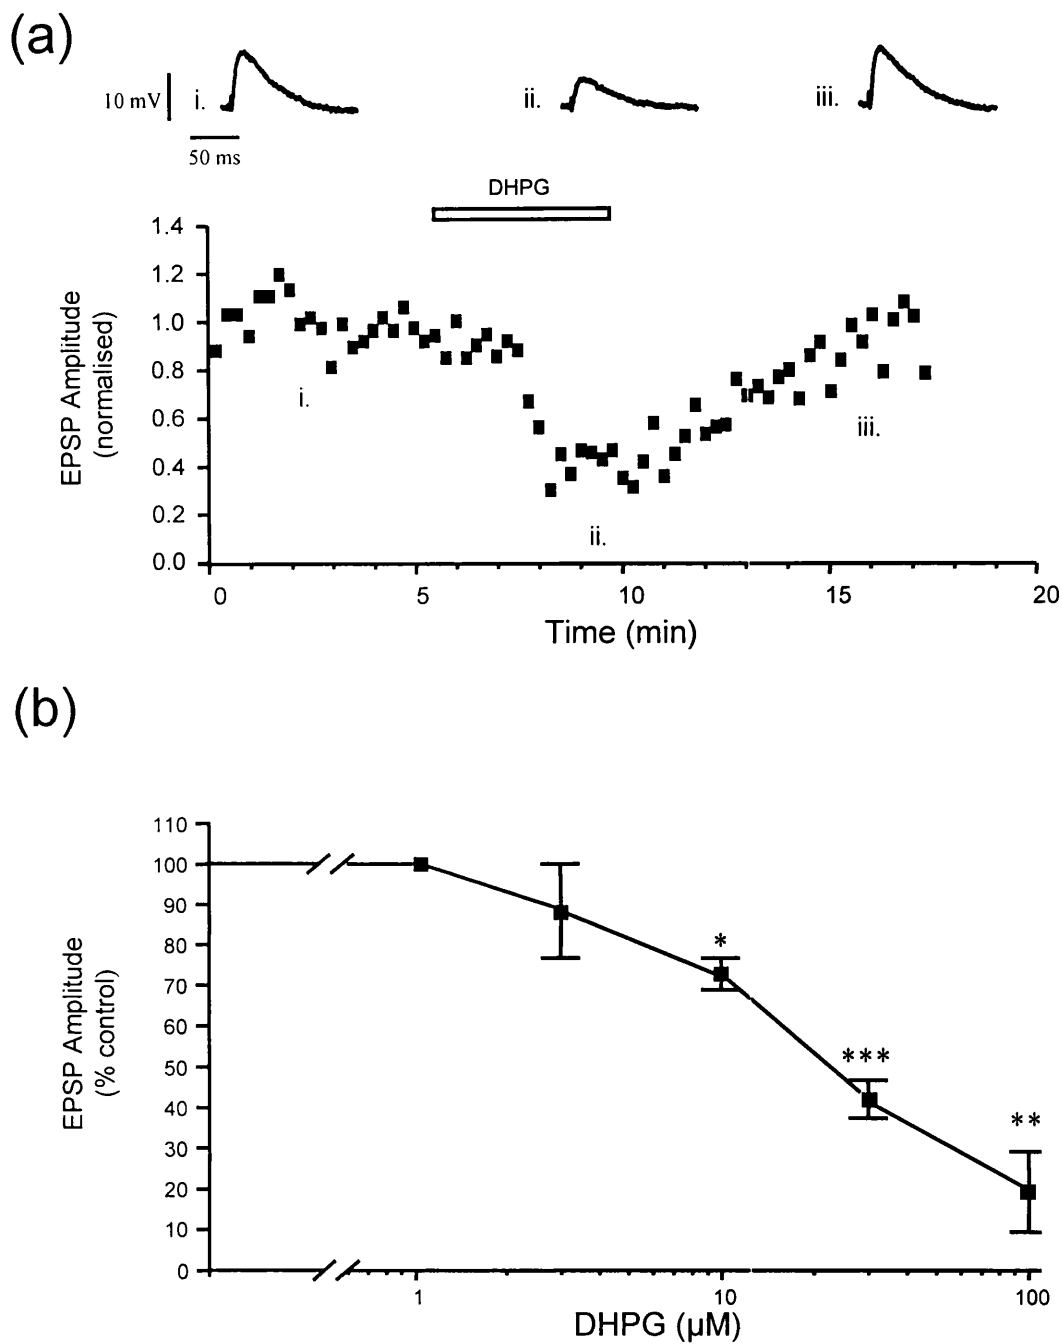 (a)
10 mV
i.
ii.
iii.
50 ms
DHPG
1.4
1.2
1.0
0.8
0.6
0.4
0.2
0.0
EPSP Amplitude
(normalised)
i.
ii.
iii.
0 5 10 15 20
Time (min)
(b)
110
100
90
80
70
60
50
40
30
20
10
0
EPSP Amplitude
(% control)
*
***
**
1 10 100
DHPG (µM)